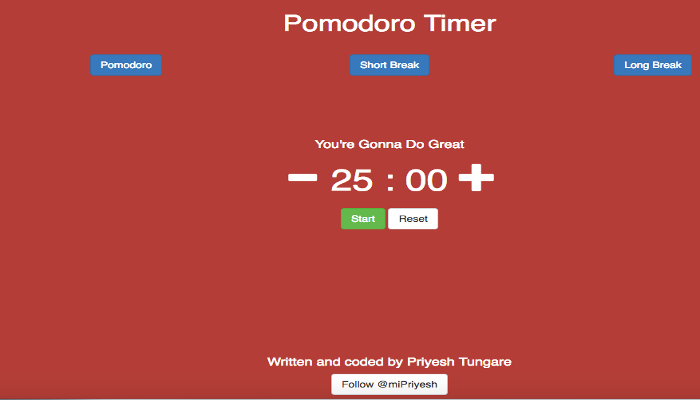 Pomodoro Timer
Pomodoro Short Break Long Break
You're Gonna Do Great
25 : 00
Start Reset
Written and coded by Priyesh Tungare
Follow @miPriyesh